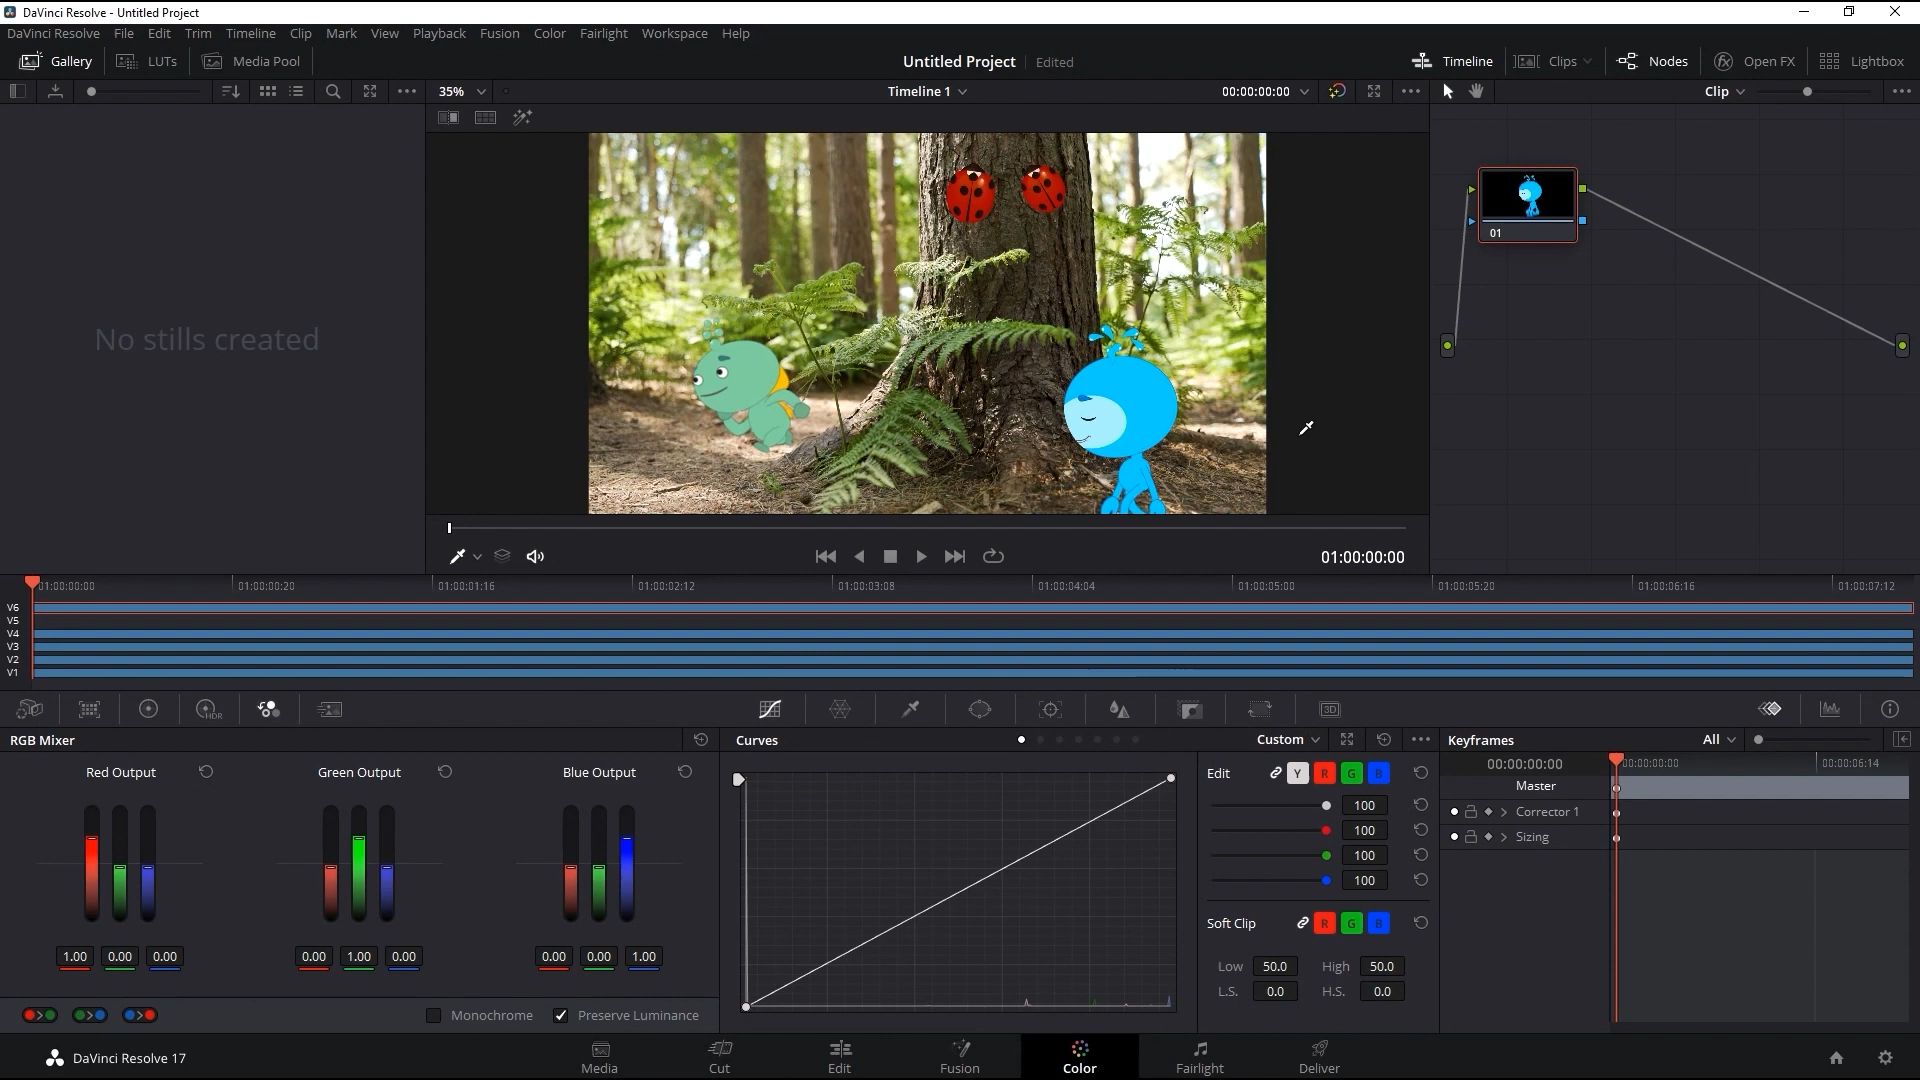 DaVinci Resolve - Untitled Project
DaVinci Resolve File Edit Trim Timeline Clip Mark View Playback Fusion Color Fairlight Workspace Help
Gallery LUTs Media Pool Untitled Project Edited Timeline Clips Nodes Open FX Lightbox
35% Timeline 1 00:00:00:00 Clip
No stills created
01
01:00:00:00
01:00:00:00 01:00:00:20 01:00:01:16 01:00:02:12 01:00:03:08 01:00:04:04 01:00:05:00 01:00:05:20 01:00:06:16 01:00:07:12
V6
V5
V4
V3
V2
V1
HDR 3D
RGB Mixer Curves Custom Keyframes All
Red Output Green Output Blue Output Edit Y R G B 00:00:00:00 00:00:00:00 00:00:06:14
Master
100 Corrector 1
100 Sizing
100
100
Soft Clip R G B
1.00 0.00 0.00 0.00 1.00 0.00 0.00 0.00 1.00 Low 50.0 High 50.0
L.S. 0.0 H.S. 0.0
Monochrome Preserve Luminance
DaVinci Resolve 17 Media Cut Edit Fusion Color Fairlight Deliver